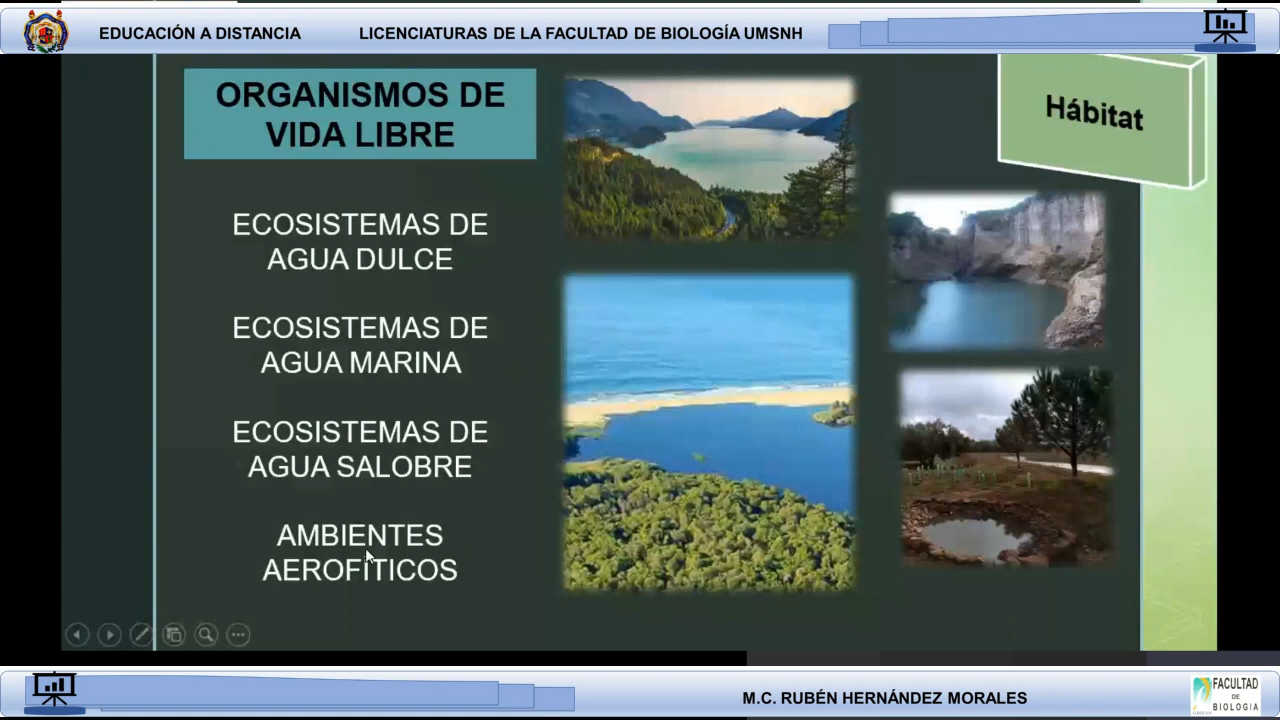 EDUCACIÓN A DISTANCIA
LICENCIATURAS DE LA FACULTAD DE BIOLOGÍA UMSNH
ORGANISMOS DE
VIDA LIBRE
Hábitat
ECOSISTEMAS DE
AGUA DULCE
ECOSISTEMAS DE
AGUA MARINA
ECOSISTEMAS DE
AGUA SALOBRE
AMBIENTES
AEROFÍTICOS
M.C. RUBÉN HERNÁNDEZ MORALES
FACULTAD
DE
BIOLOGIA